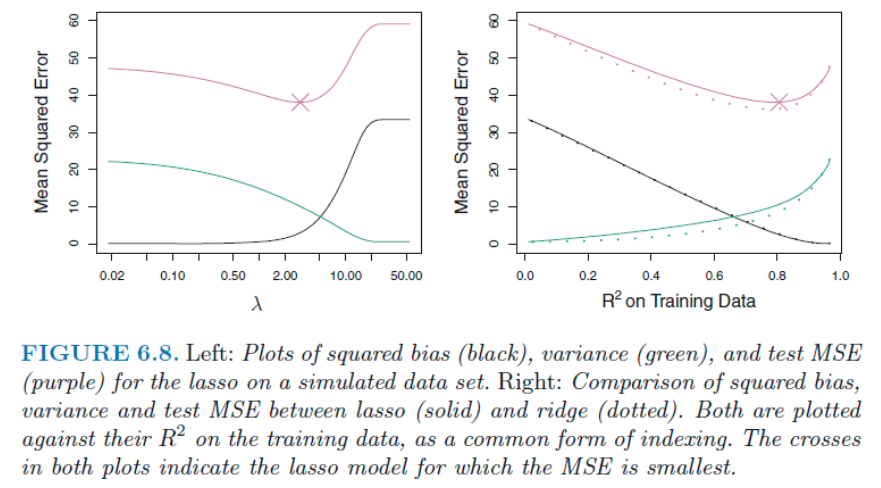 60
50
40
30
20
10
0
Mean Squared Error
0.02 0.10 0.50 2.00 10.00 50.00
λ
60
50
40
30
20
10
0
Mean Squared Error
0.0 0.2 0.4 0.6 0.8 1.0
R² on Training Data
FIGURE 6.8. Left: Plots of squared bias (black), variance (green), and test MSE
(purple) for the lasso on a simulated data set. Right: Comparison of squared bias,
variance and test MSE between lasso (solid) and ridge (dotted). Both are plotted
against their R² on the training data, as a common form of indexing. The crosses
in both plots indicate the lasso model for which the MSE is smallest.